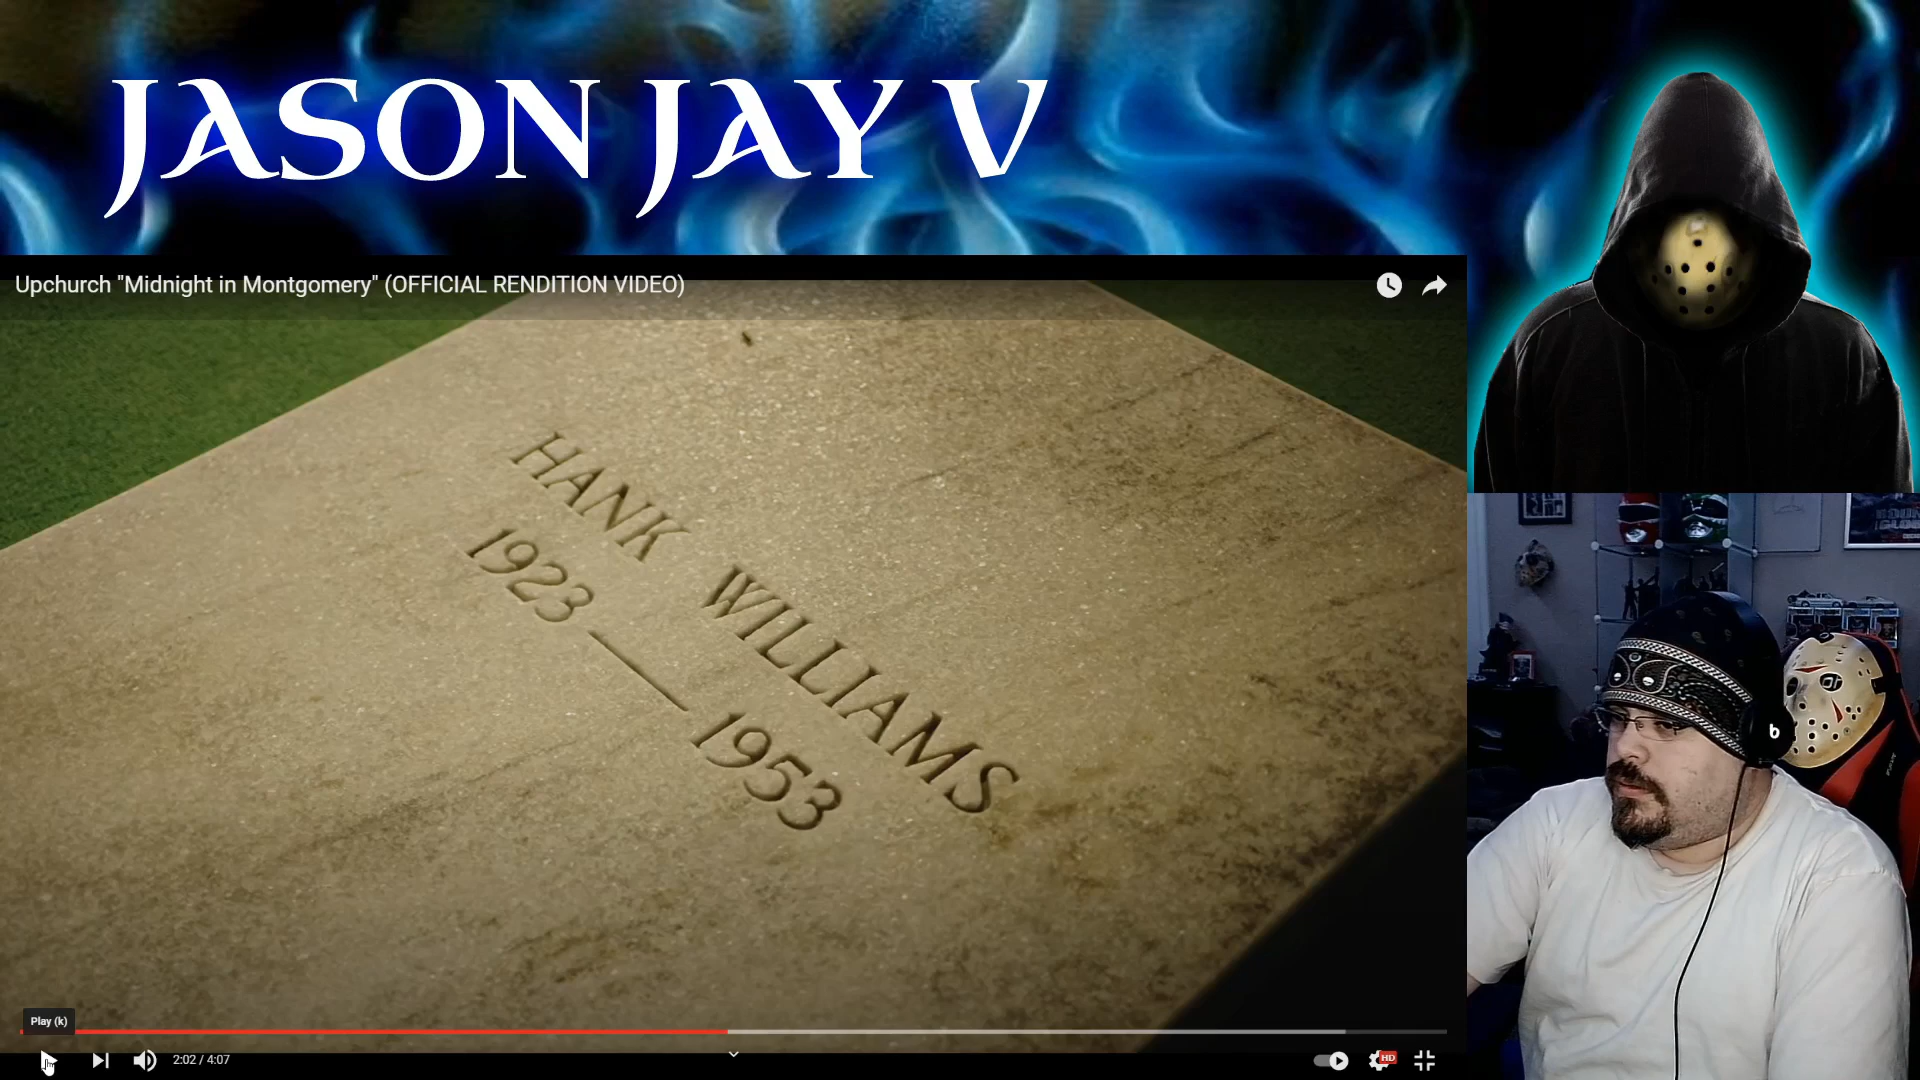 JASON JAY V
Upchurch "Midnight in Montgomery" (OFFICIAL RENDITION VIDEO)
HANK WILLIAMS
1923 — 1953
Play (k)
2:02 / 4:07
HD
b